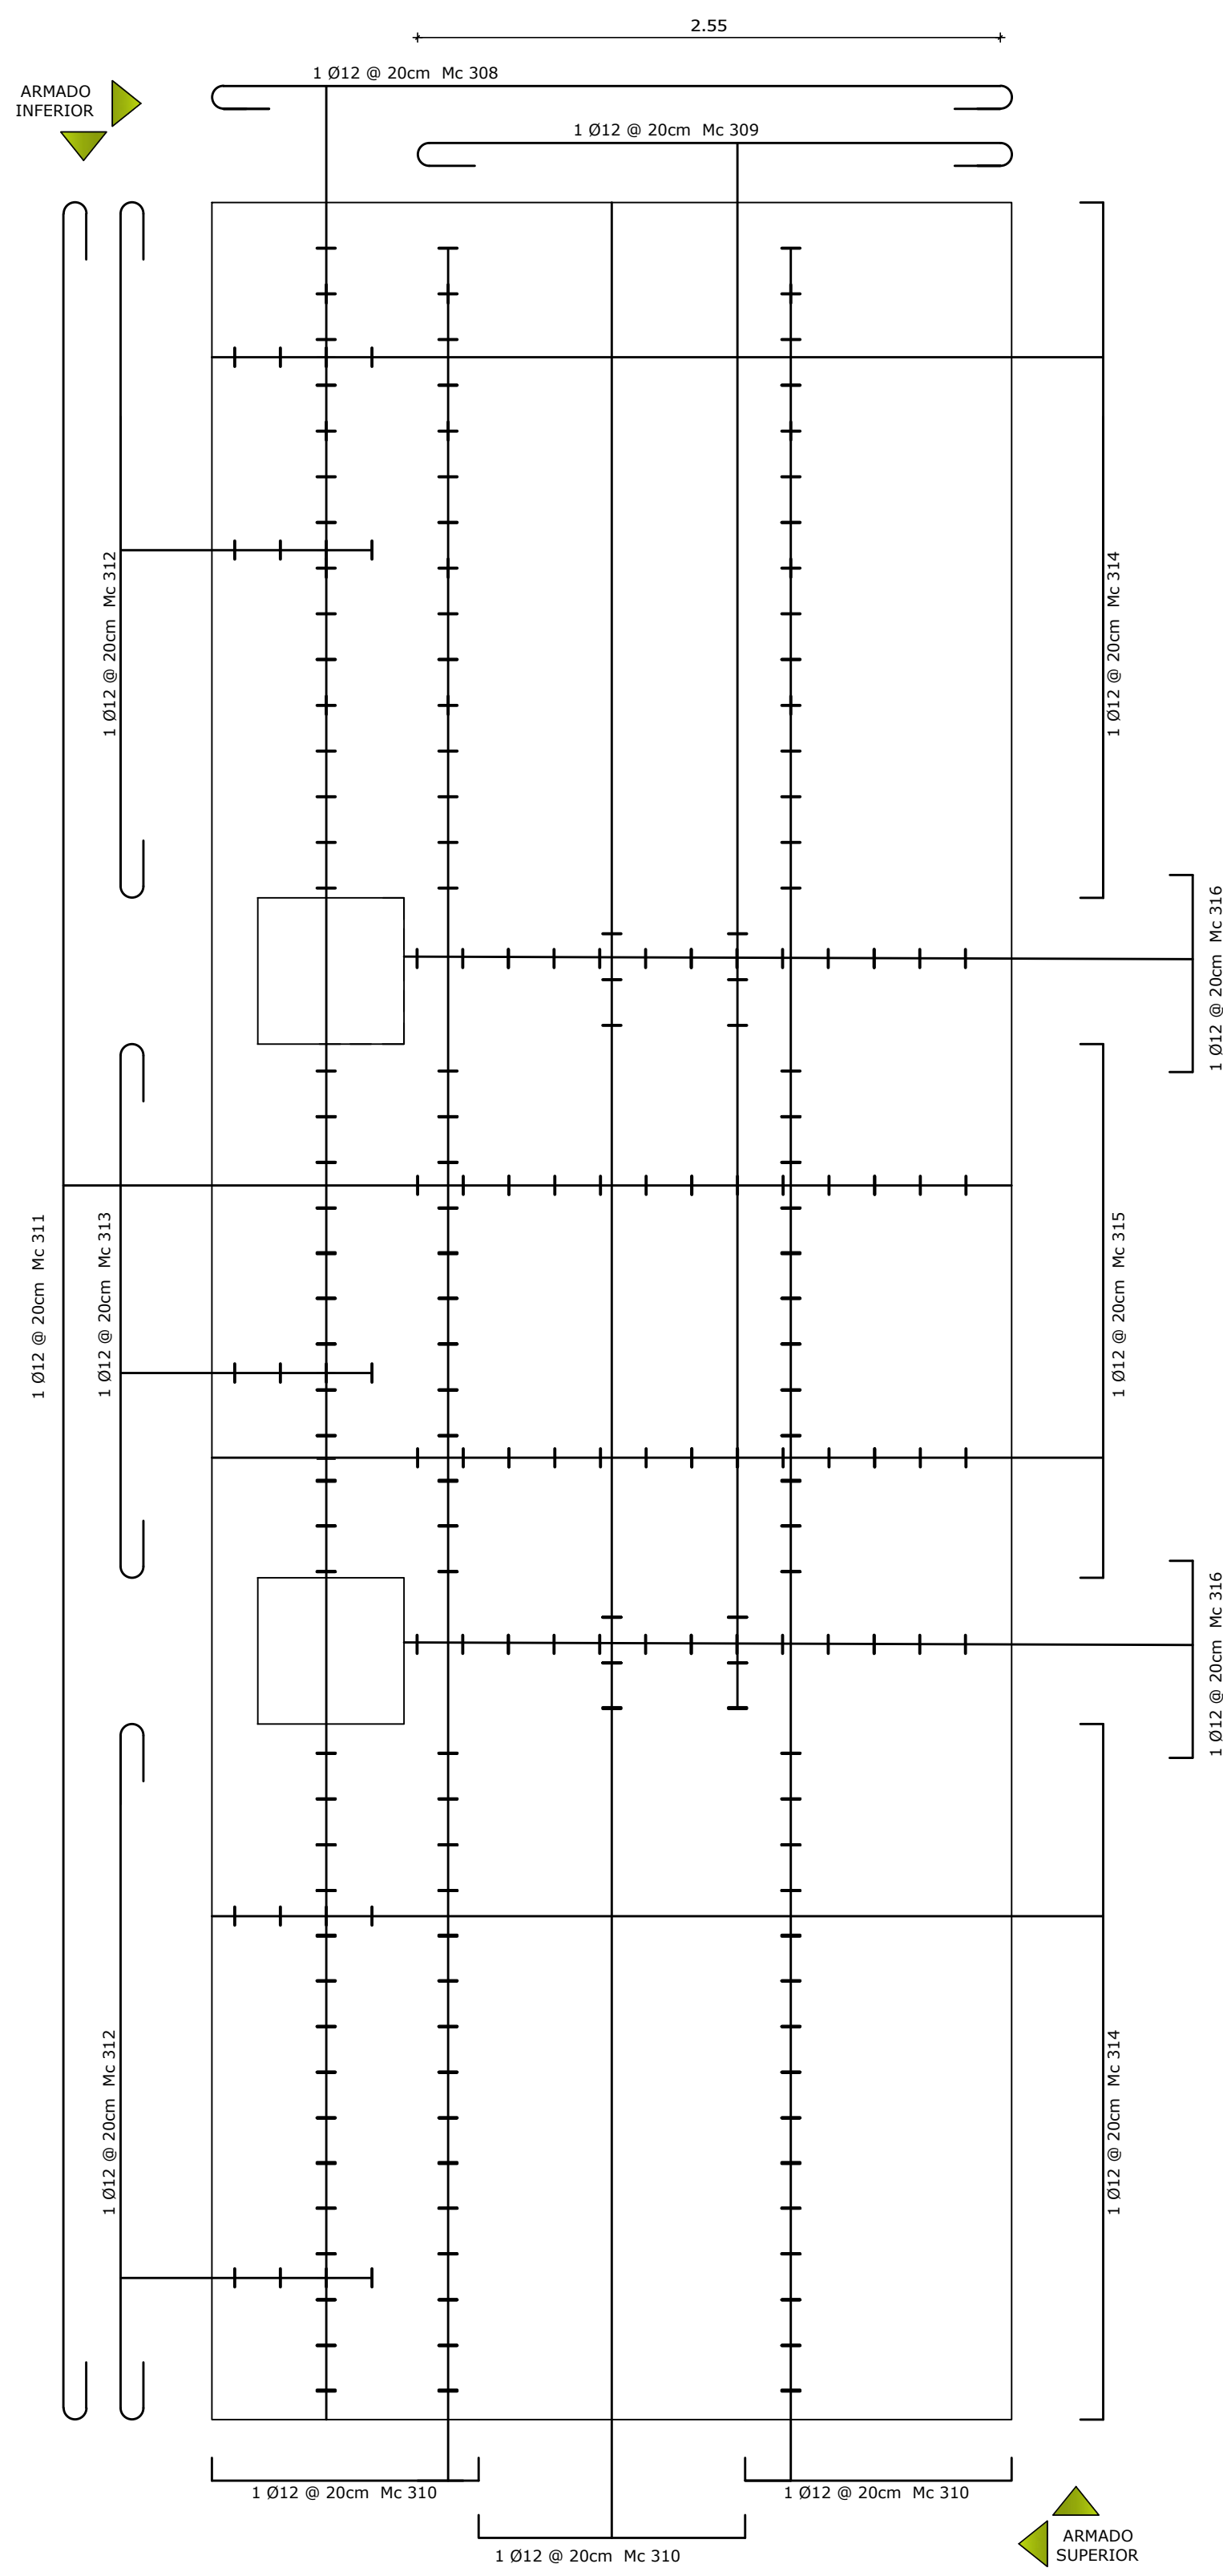 2.55
1 Ø12 @ 20cm  Mc 308
ARMADO
INFERIOR
1 Ø12 @ 20cm  Mc 309
1 Ø12 @ 20cm  Mc 312
1 Ø12 @ 20cm  Mc 314
1 Ø12 @ 20cm  Mc 316
1 Ø12 @ 20cm  Mc 311
1 Ø12 @ 20cm  Mc 313
1 Ø12 @ 20cm  Mc 315
1 Ø12 @ 20cm  Mc 316
1 Ø12 @ 20cm  Mc 312
1 Ø12 @ 20cm  Mc 314
1 Ø12 @ 20cm  Mc 310
1 Ø12 @ 20cm  Mc 310
1 Ø12 @ 20cm  Mc 310
ARMADO
SUPERIOR